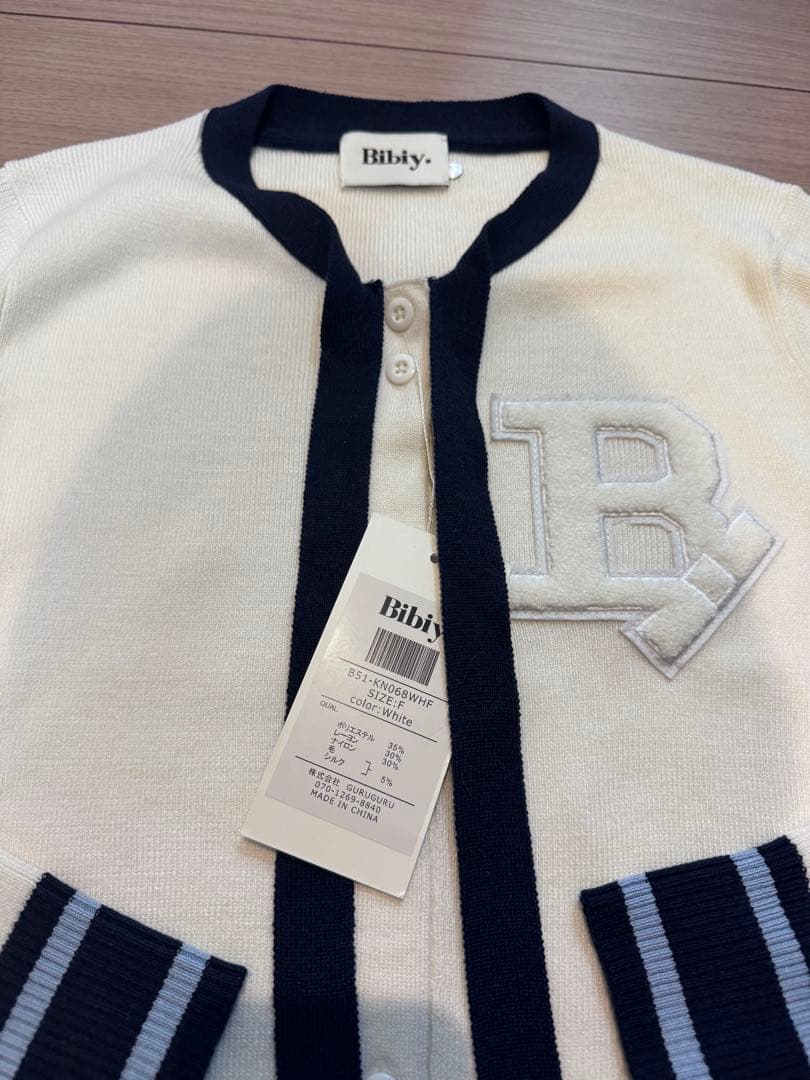 Bibiy.
B
Bibiy
B51-KN068WHF
SIZE:F
color:White
QUAL
ポリエステル 35%
レーヨン 30%
ナイロン 30%
毛
シルク 5%
株式会社 GURUGURU
070-1269-8840
MADE IN CHINA